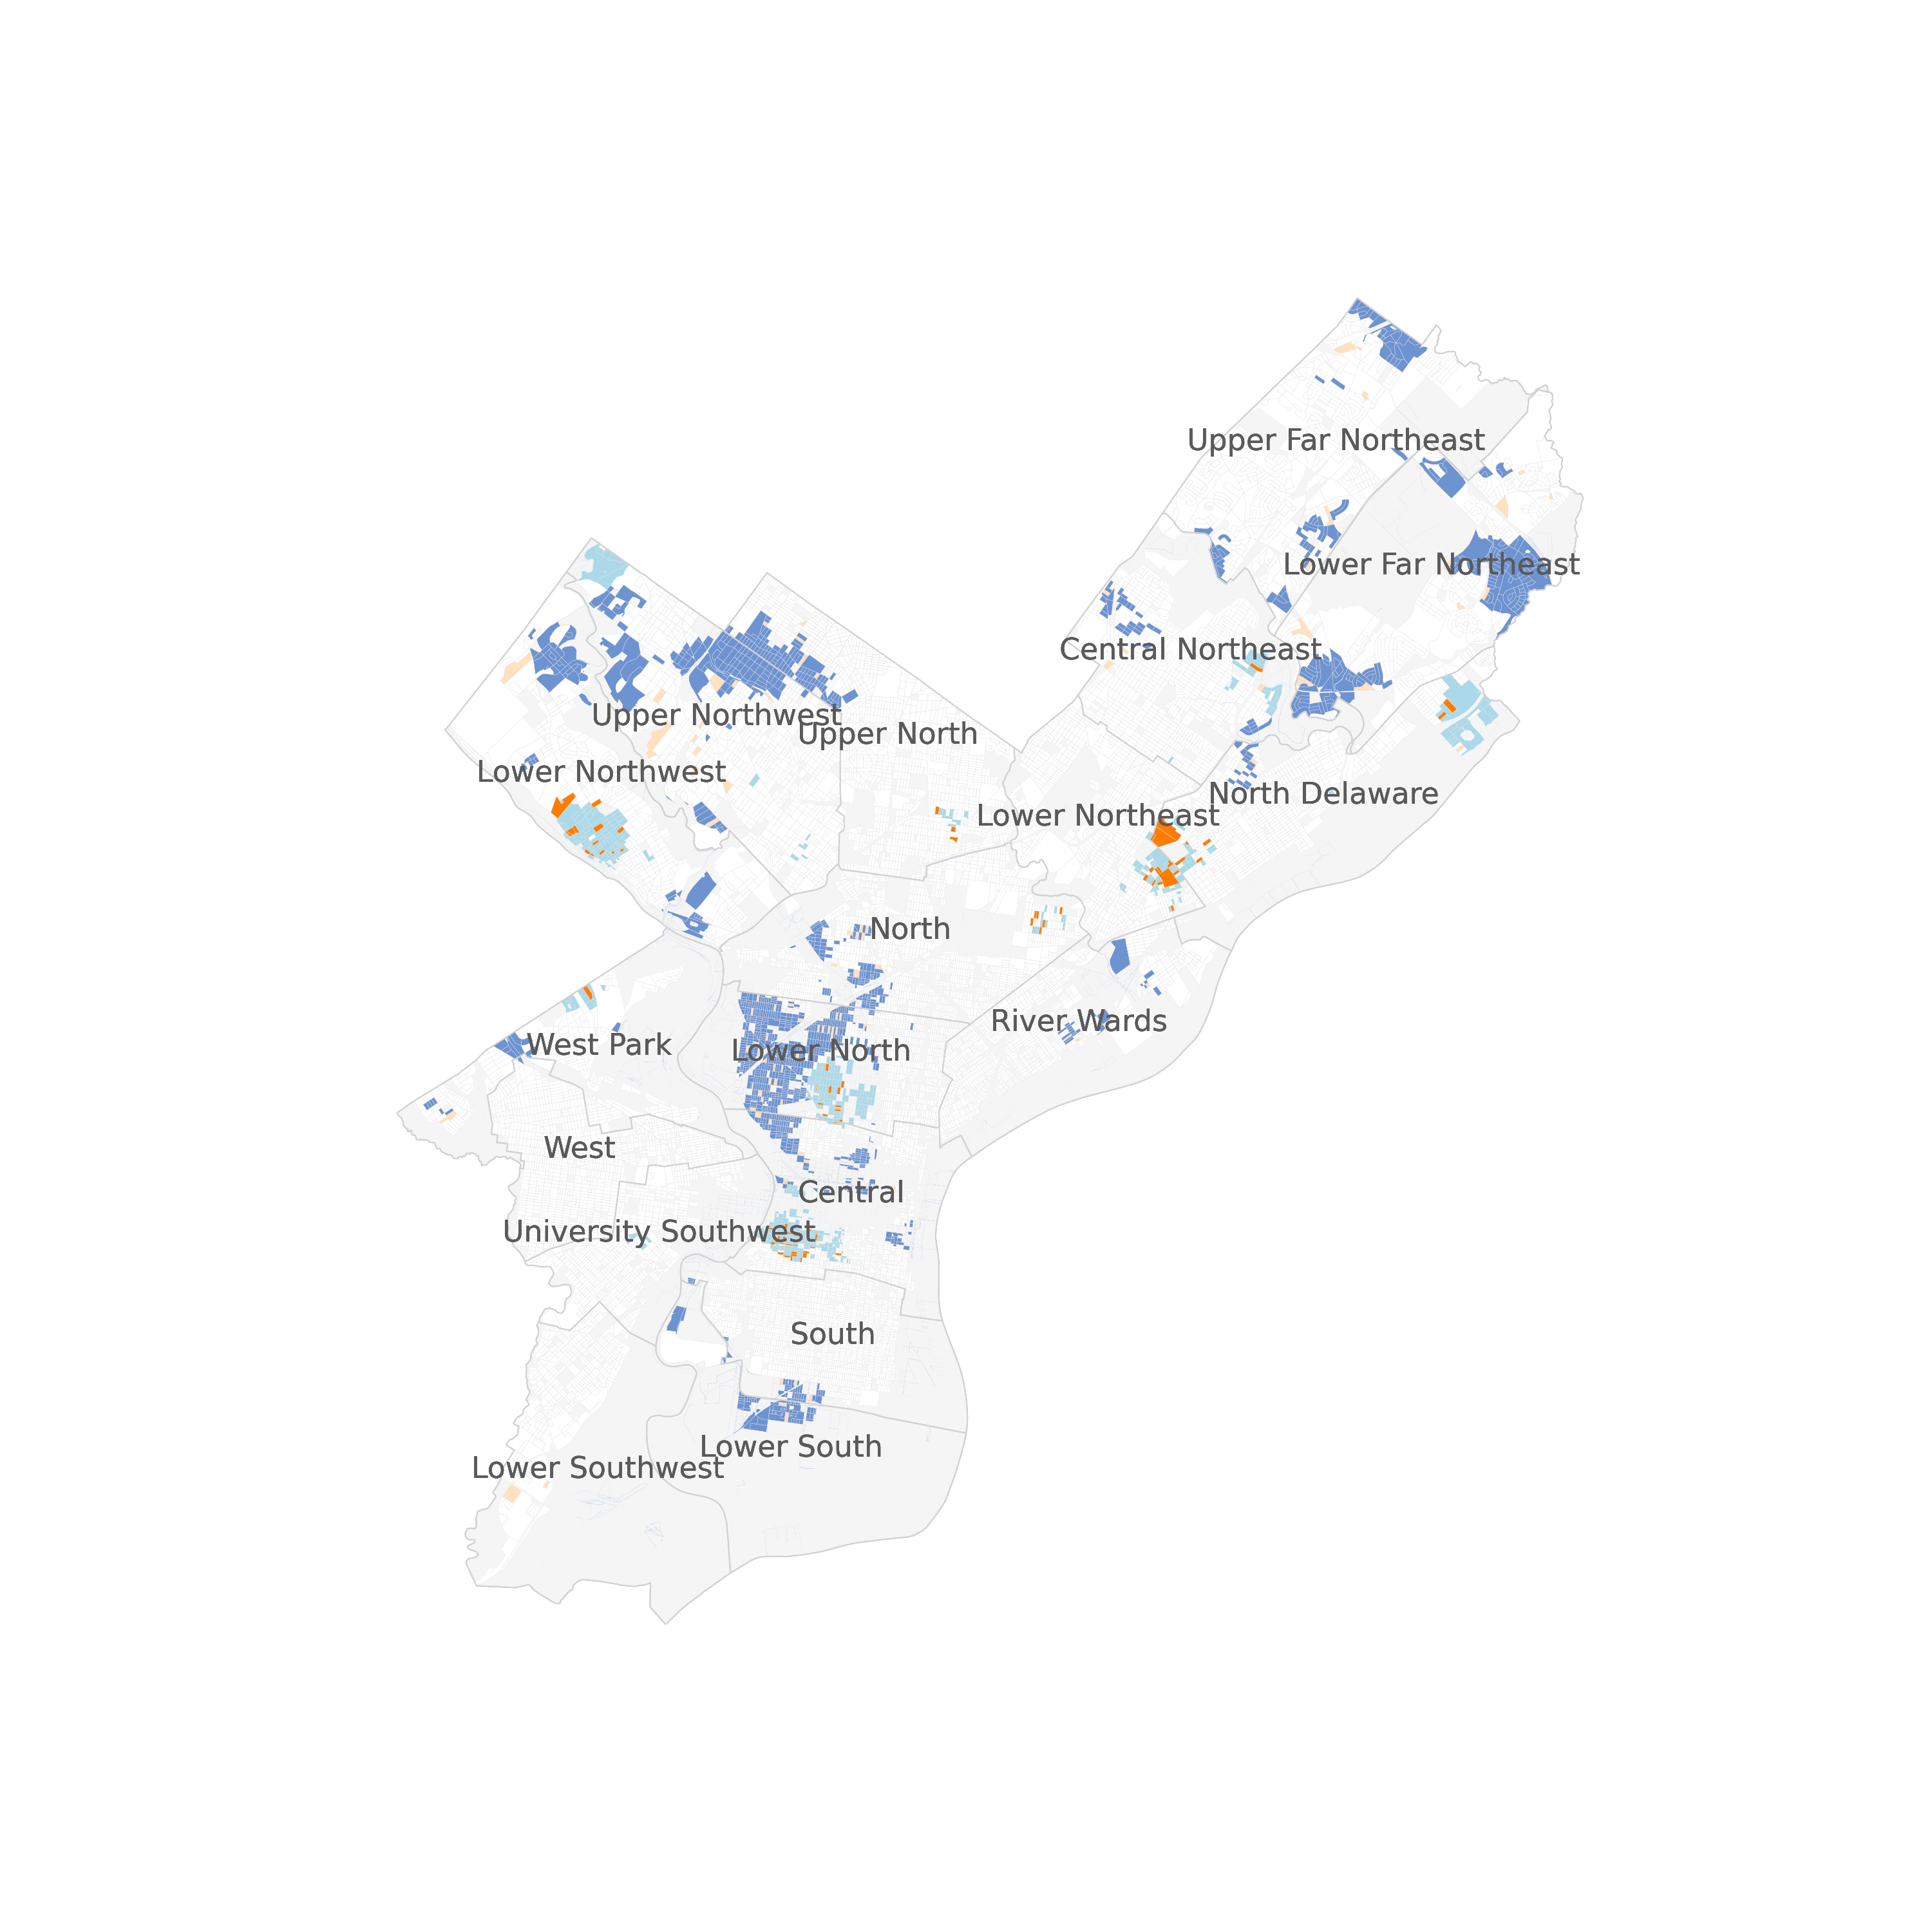 Upper Far Northeast
Lower Far Northeast
Central Northeast
Upper Northwest
Upper North
Lower Northwest
North Delaware
Lower Northeast
North
River Wards
West Park
Lower North
West
Central
University Southwest
South
Lower South
Lower Southwest